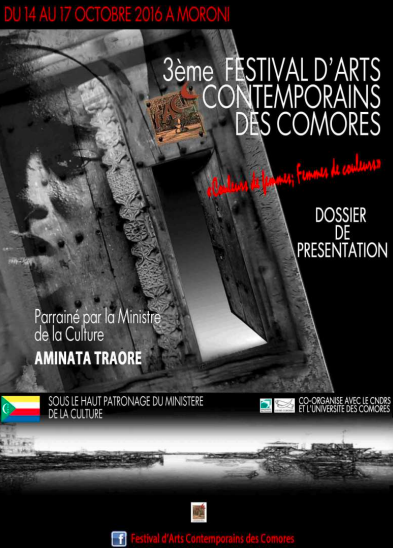 DU 14 AU 17 OCTOBRE 2016 A MORONI
3ème FESTIVAL D'ARTS
CONTEMPORAINS
DES COMORES
«Couleurs de femmes; Femmes de couleurs»
DOSSIER
DE
PRESENTATION
Parrainé par la Ministre
de la Culture
AMINATA TRAORE
SOUS LE HAUT PATRONAGE DU MINISTERE
DE LA CULTURE
CO-ORGANISE AVEC LE CNDRS
ET L'UNIVERSITE DES COMORES
Festival d'Arts Contemporains des Comores